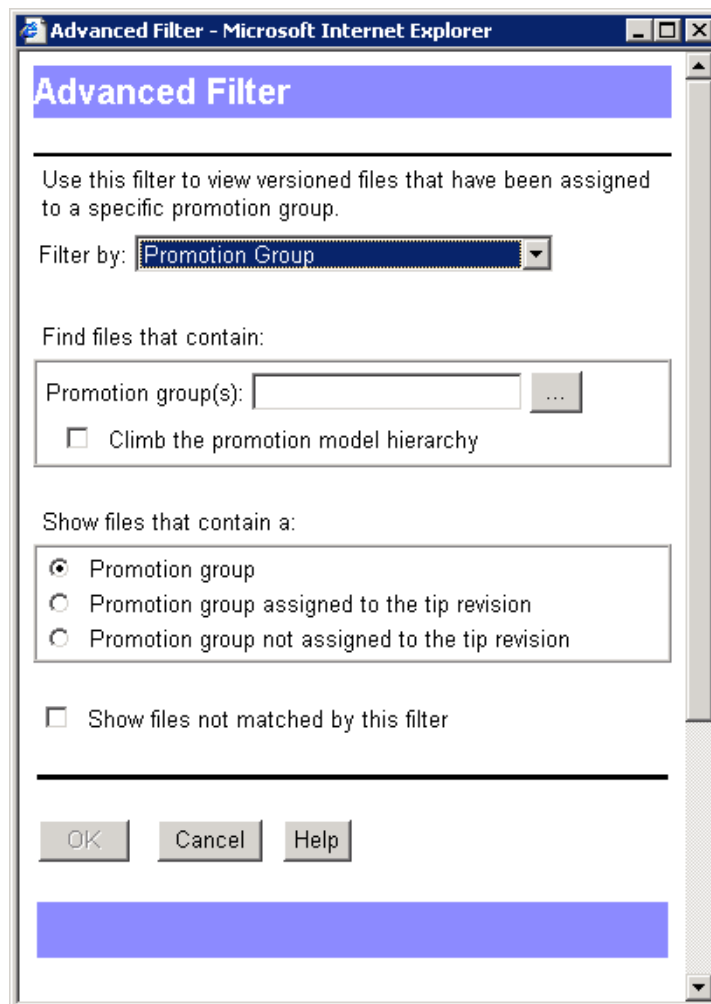 Advanced Filter - Microsoft Internet Explorer
Advanced Filter
Use this filter to view versioned files that have been assigned
to a specific promotion group.
Filter by: Promotion Group
Find files that contain:
Promotion group(s): ...
Climb the promotion model hierarchy
Show files that contain a:
Promotion group
Promotion group assigned to the tip revision
Promotion group not assigned to the tip revision
Show files not matched by this filter
OK Cancel Help